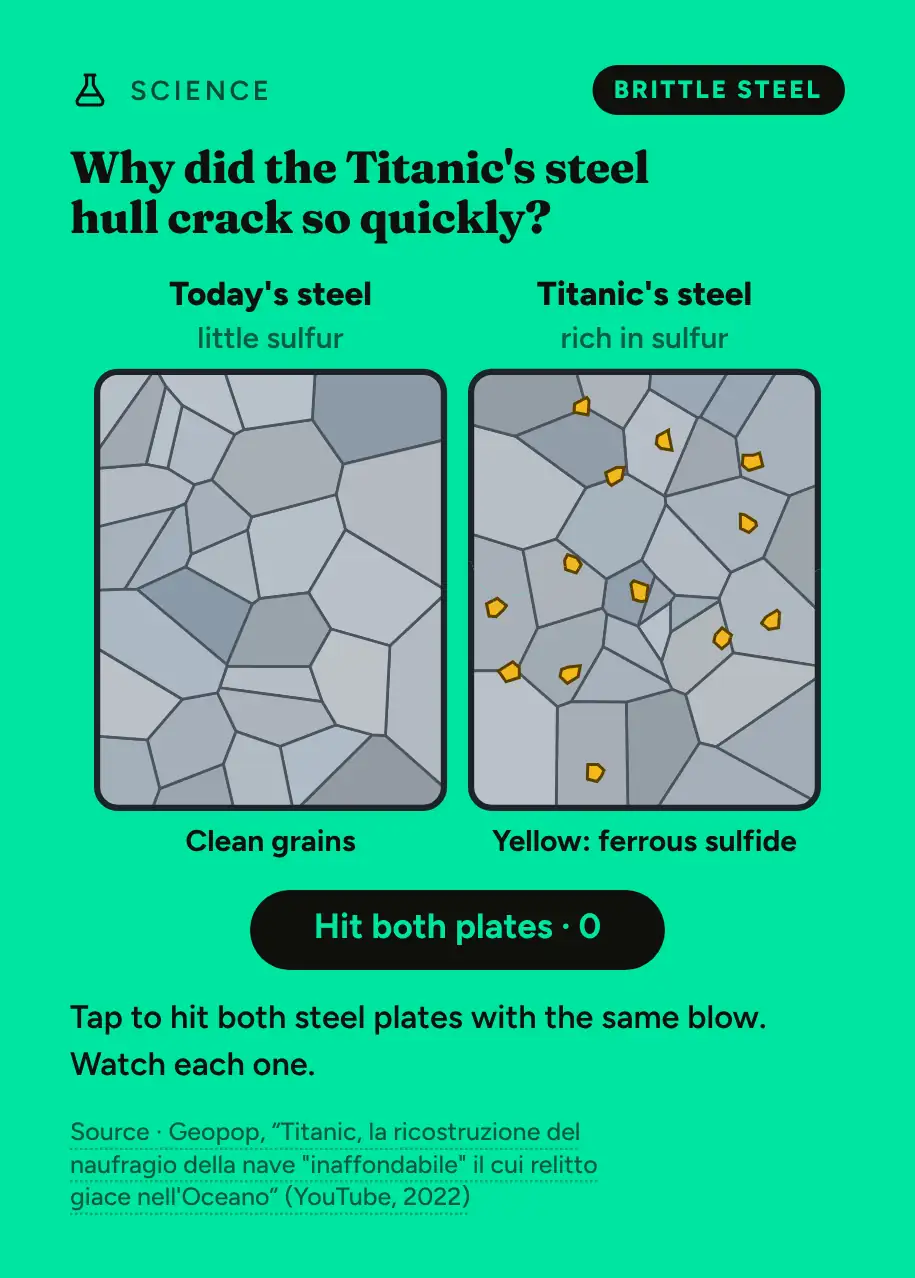 SCIENCE
BRITTLE STEEL
Why did the Titanic's steel
hull crack so quickly?
Today's steel
little sulfur
Titanic's steel
rich in sulfur
Clean grains
Yellow: ferrous sulfide
Hit both plates · 0
Tap to hit both steel plates with the same blow.
Watch each one.
Source · Geopop, “Titanic, la ricostruzione del
naufragio della nave "inaffondabile" il cui relitto
giace nell'Oceano” (YouTube, 2022)